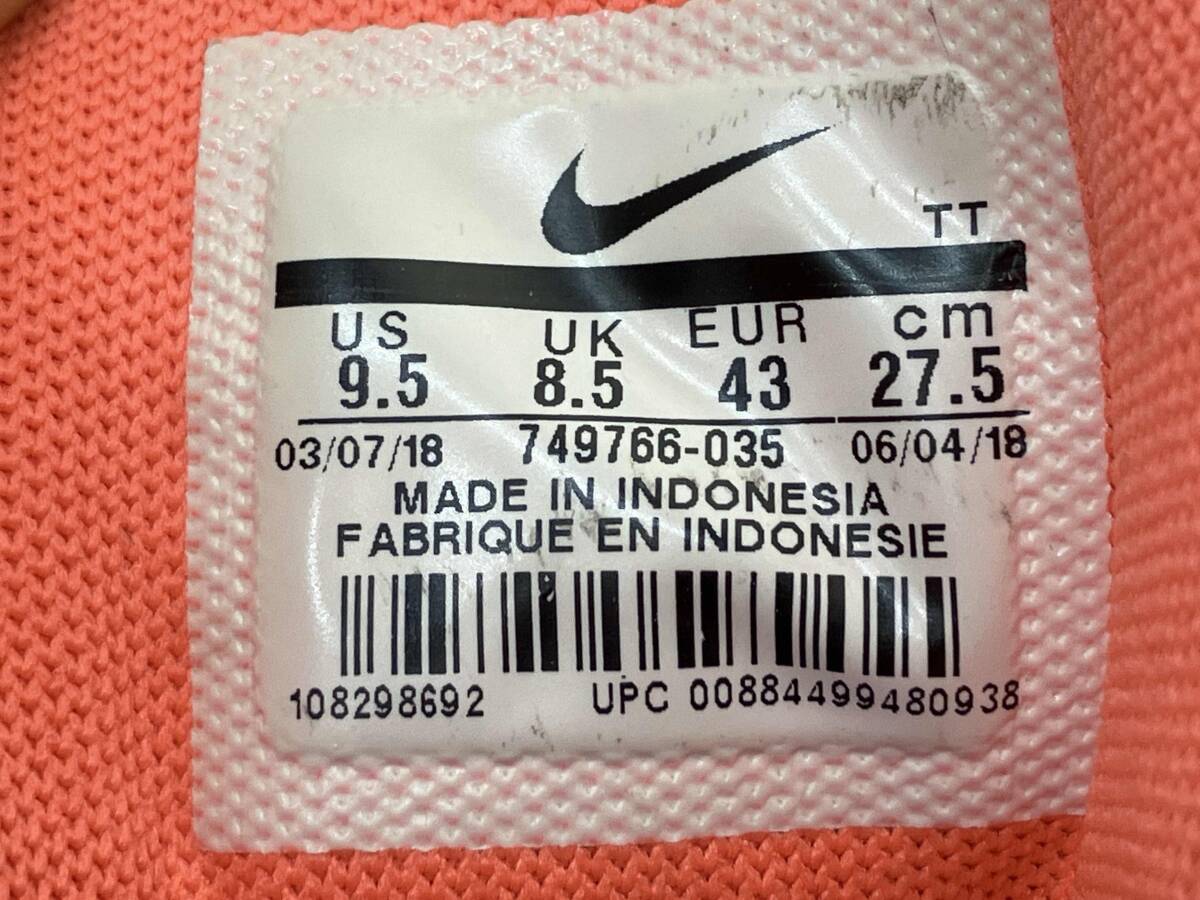 TT
US UK EUR cm
9.5 8.5 43 27.5
03/07/18 749766-035 06/04/18
MADE IN INDONESIA
FABRIQUE EN INDONESIE
108298692 UPC 00884499480938